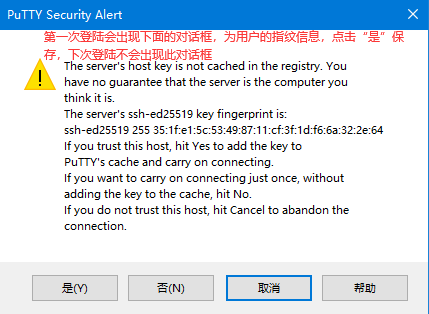 PuTTY Security Alert
第一次登陆会出现下面的对话框，为用户的指纹信息，点击“是”保
存，下次登陆不会出现此对话框
The server's host key is not cached in the registry. You
have no guarantee that the server is the computer you
think it is.
The server's ssh-ed25519 key fingerprint is:
ssh-ed25519 255 35:1f:e1:5c:53:49:87:11:cf:3f:1d:f6:6a:32:2e:64
If you trust this host, hit Yes to add the key to
PuTTY's cache and carry on connecting.
If you want to carry on connecting just once, without
adding the key to the cache, hit No.
If you do not trust this host, hit Cancel to abandon the
connection.
是(Y)
否(N)
取消
帮助